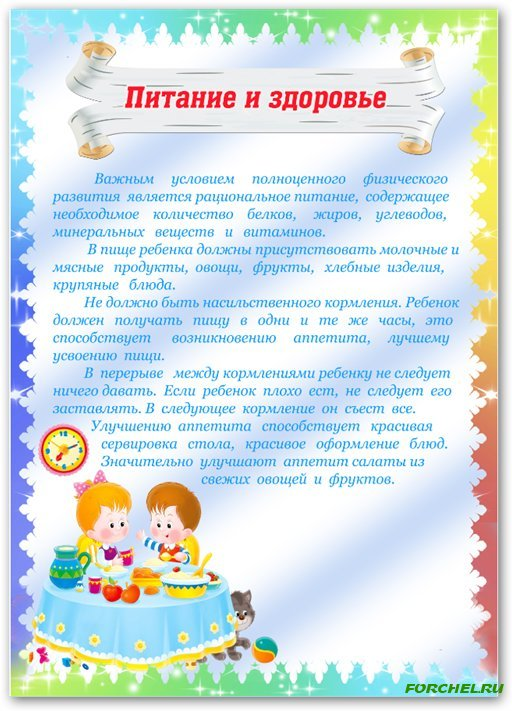 Питание и здоровье
Важным условием полноценного физического
развития является рациональное питание, содержащее
необходимое количество белков, жиров, углеводов,
минеральных веществ и витаминов.
В пище ребенка должны присутствовать молочные и
мясные продукты, овощи, фрукты, хлебные изделия,
крупяные блюда.
Не должно быть насильственного кормления. Ребенок
должен получать пищу в одни и те же часы, это
способствует возникновению аппетита, лучшему
усвоению пищи.
В перерыве между кормлениями ребенку не следует
ничего давать. Если ребенок плохо ест, не следует его
заставлять. В следующее кормление он съест все.
Улучшению аппетита способствует красивая
сервировка стола, красивое оформление блюд.
Значительно улучшают аппетит салаты из
свежих овощей и фруктов.
FORCHEL.RU